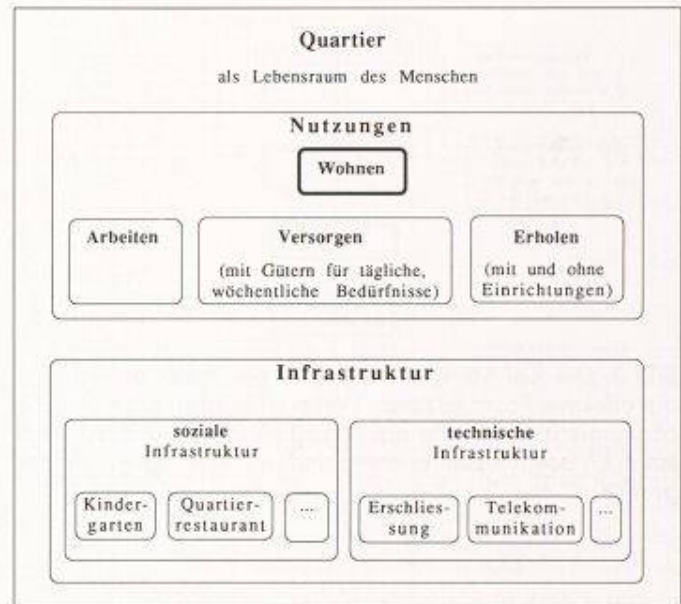 Quartier
als Lebensraum des Menschen
Nutzungen
Wohnen
Arbeiten
Versorgen
(mit Gütern für tägliche,
wöchentliche Bedürfnisse)
Erholen
(mit und ohne
Einrichtungen)
Infrastruktur
soziale
Infrastruktur
Kinder-
garten
Quartier-
restaurant
...
technische
Infrastruktur
Erschlies-
sung
Telekom-
munikation
...